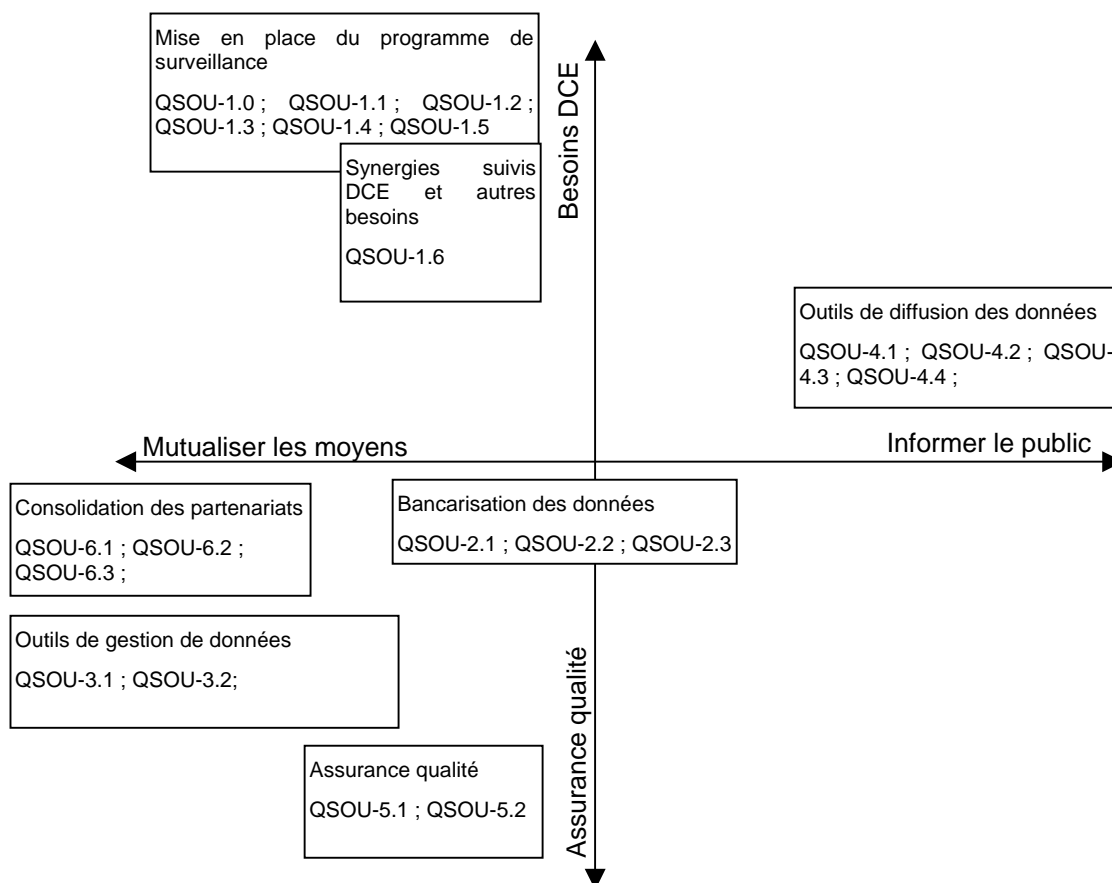 Mise en place du programme de
surveillance
QSOU-1.0 ; QSOU-1.1 ; QSOU-1.2 ;
QSOU-1.3 ; QSOU-1.4 ; QSOU-1.5
Besoins DCE
Synergies suivis
DCE et autres
besoins
QSOU-1.6
Outils de diffusion des données
QSOU-4.1 ; QSOU-4.2 ; QSOU-
4.3 ; QSOU-4.4 ;
Mutualiser les moyens
Informer le public
Consolidation des partenariats
QSOU-6.1 ; QSOU-6.2 ;
QSOU-6.3 ;
Bancarisation des données
QSOU-2.1 ; QSOU-2.2 ; QSOU-2.3
Outils de gestion de données
QSOU-3.1 ; QSOU-3.2;
Assurance qualité
Assurance qualité
QSOU-5.1 ; QSOU-5.2